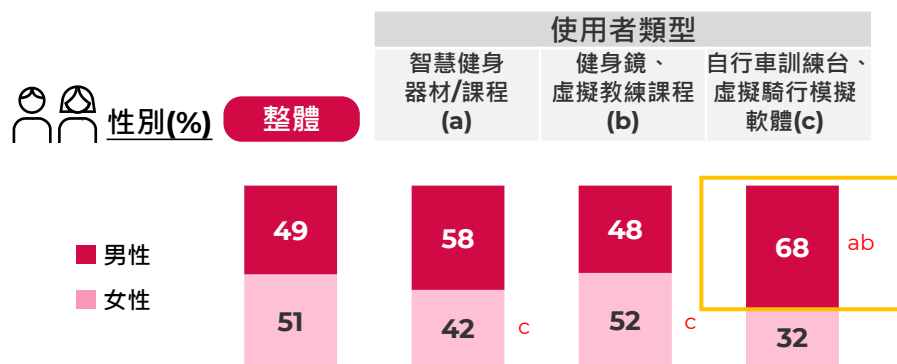 使用者類型
智慧健身
器材/課程
(a)
健身鏡、
虛擬教練課程
(b)
自行車訓練台、
虛擬騎行模擬
軟體(c)
性別(%)
整體
49
58
48
68
ab
男性
女性
51
42
c
52
c
32